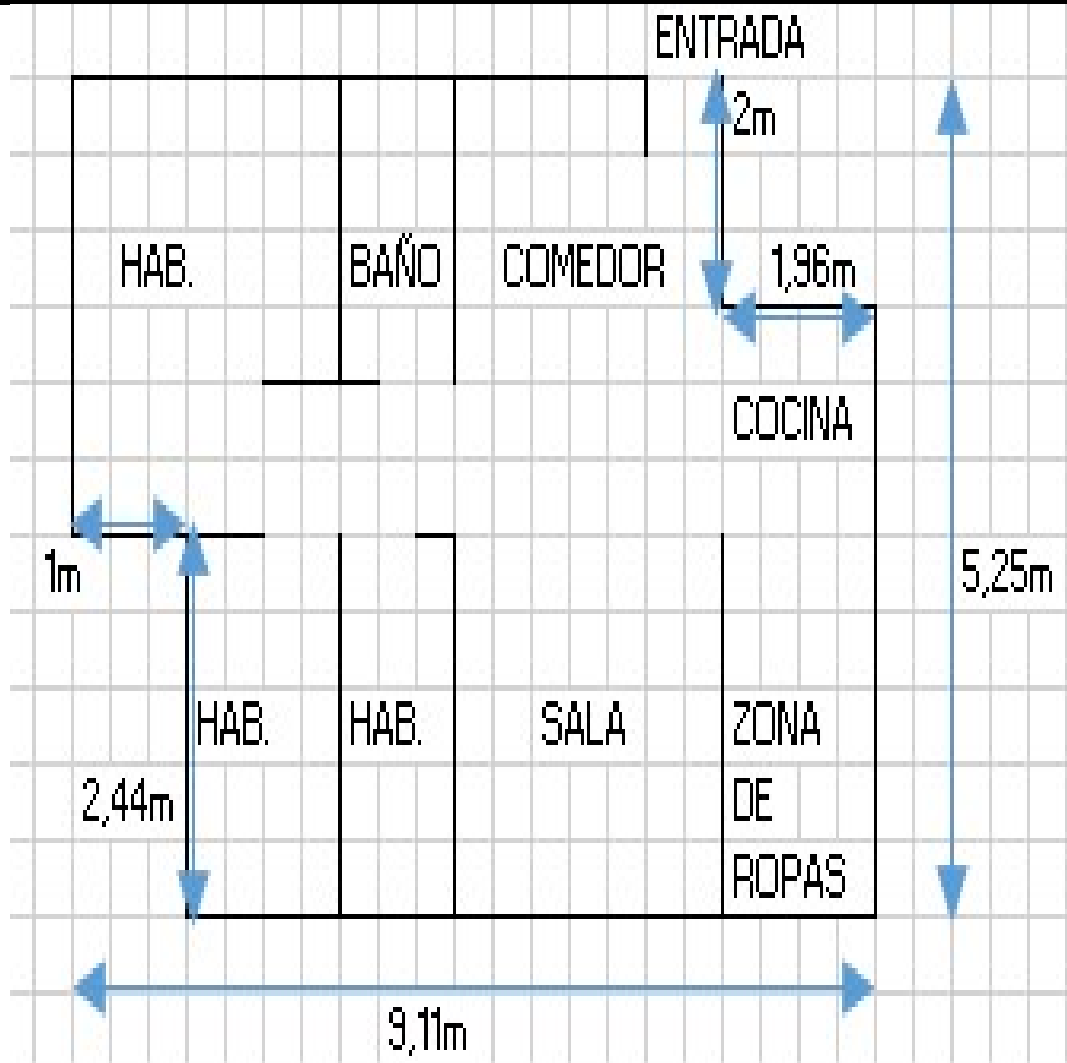 ENTRADA
2m
HAB.
BAÑO
COMEDOR
1,96m
COCINA
1m
5,25m
HAB.
HAB.
SALA
ZONA
DE
ROPAS
2,44m
9,11m